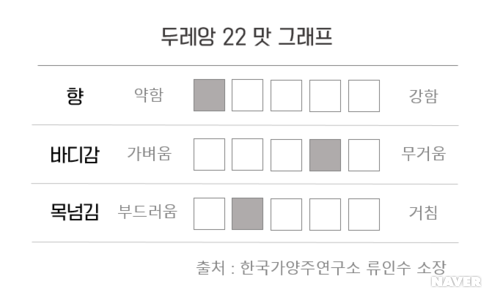 두레앙 22 맛 그래프
향 약함 강함
바디감 가벼움 무거움
목넘김 부드러움 거침
출처 : 한국가양주연구소 류인수 소장
NAVER